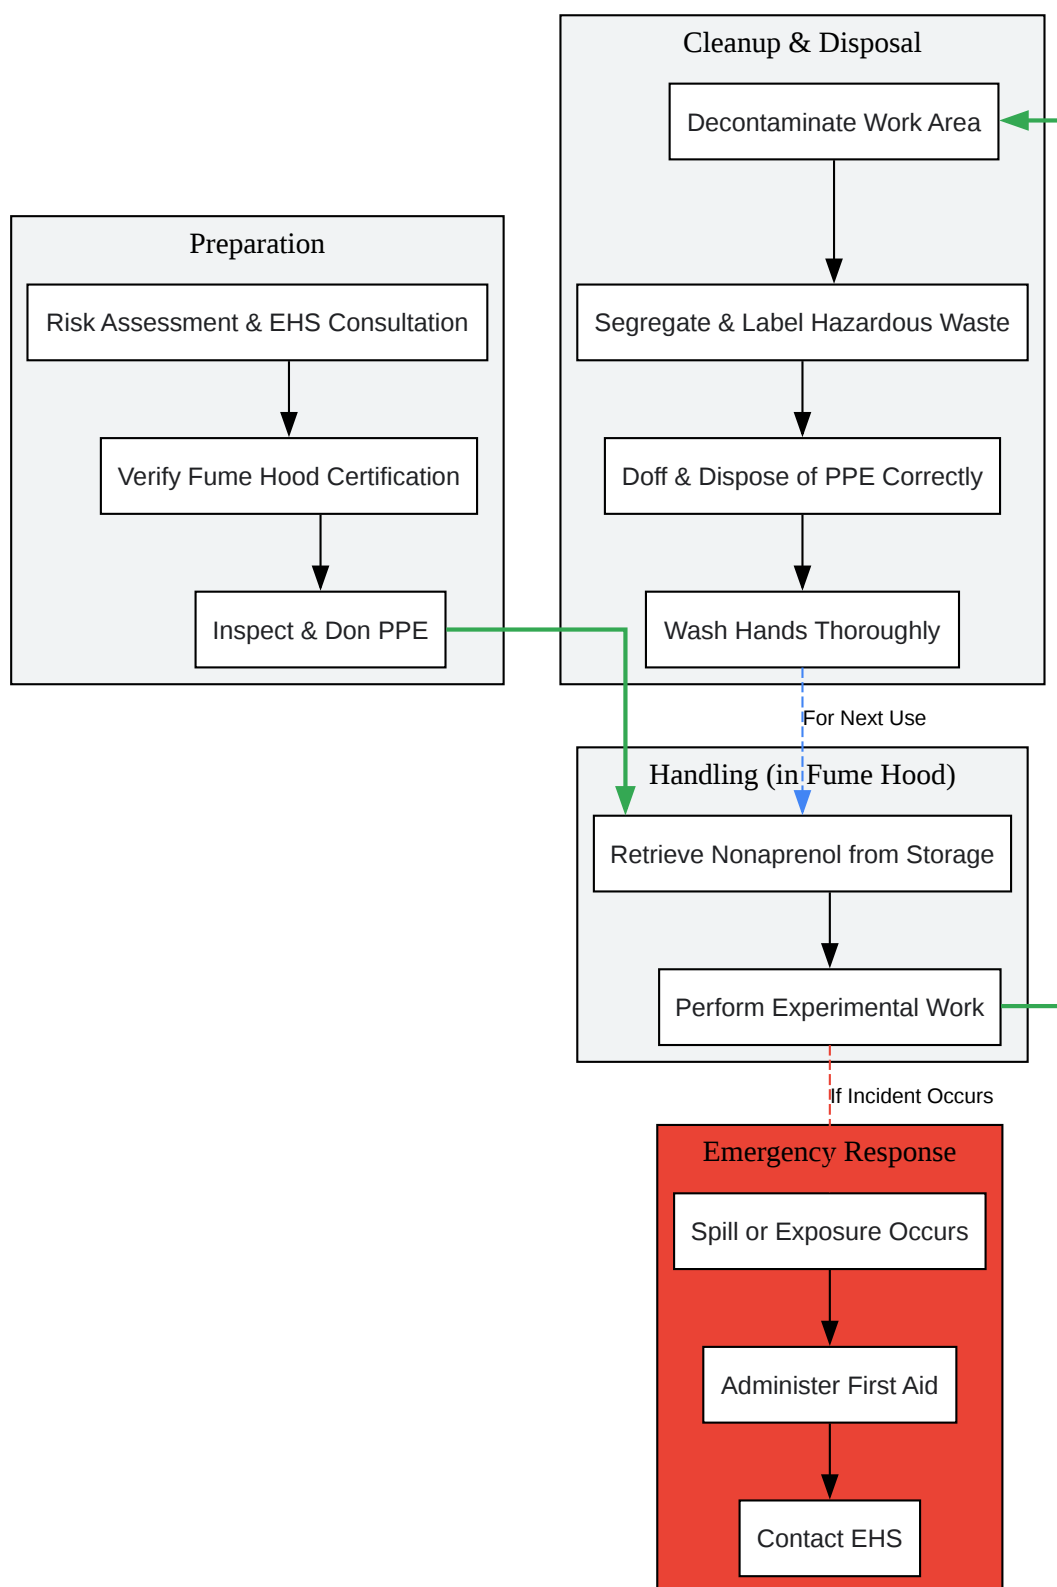 Cleanup & Disposal
Decontaminate Work Area
Preparation
Risk Assessment & EHS Consultation
Segregate & Label Hazardous Waste
Verify Fume Hood Certification
Doff & Dispose of PPE Correctly
Inspect & Don PPE
Wash Hands Thoroughly
For Next Use
Handling (in Fume Hood)
Retrieve Nonaprenol from Storage
Perform Experimental Work
If Incident Occurs
Emergency Response
Spill or Exposure Occurs
Administer First Aid
Contact EHS